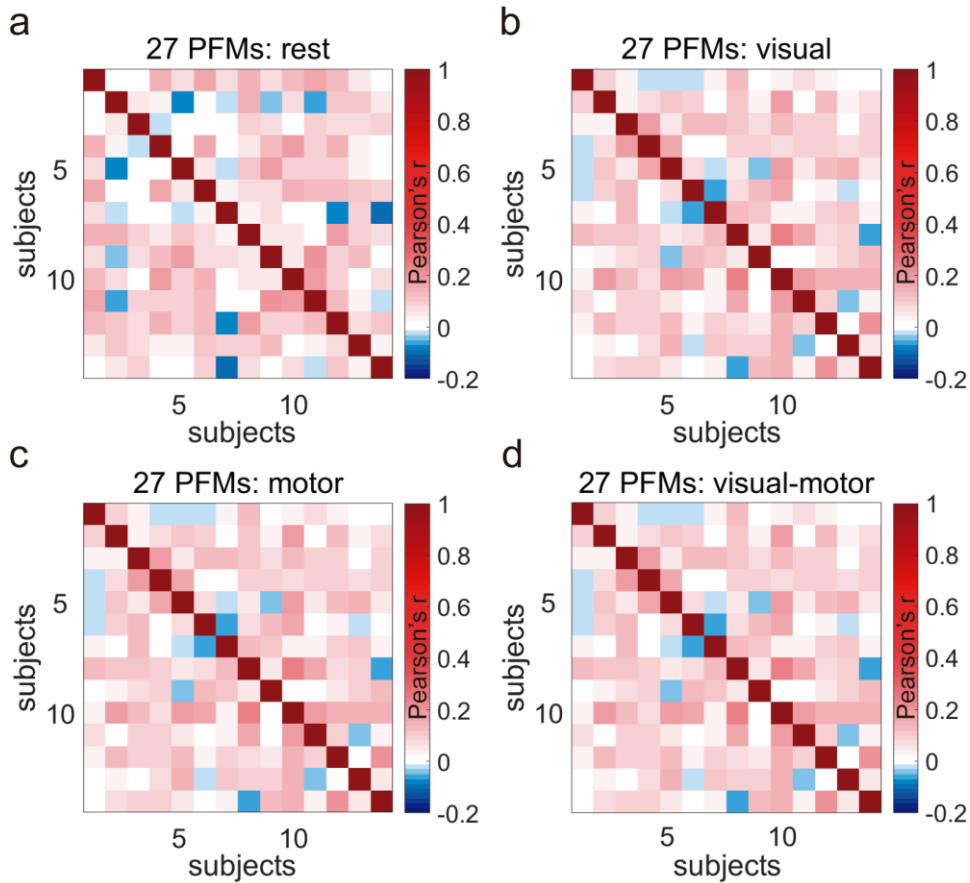 a
27 PFMs: rest
subjects
5
10
5
10
subjects
1
0.8
0.6
0.4
0.2
0
-0.2
Pearson's r
b
27 PFMs: visual
subjects
5
10
5
10
subjects
1
0.8
0.6
0.4
0.2
0
-0.2
Pearson's r
c
27 PFMs: motor
subjects
5
10
5
10
subjects
1
0.8
0.6
0.4
0.2
0
-0.2
Pearson's r
d
27 PFMs: visual-motor
subjects
5
10
5
10
subjects
1
0.8
0.6
0.4
0.2
0
-0.2
Pearson's r